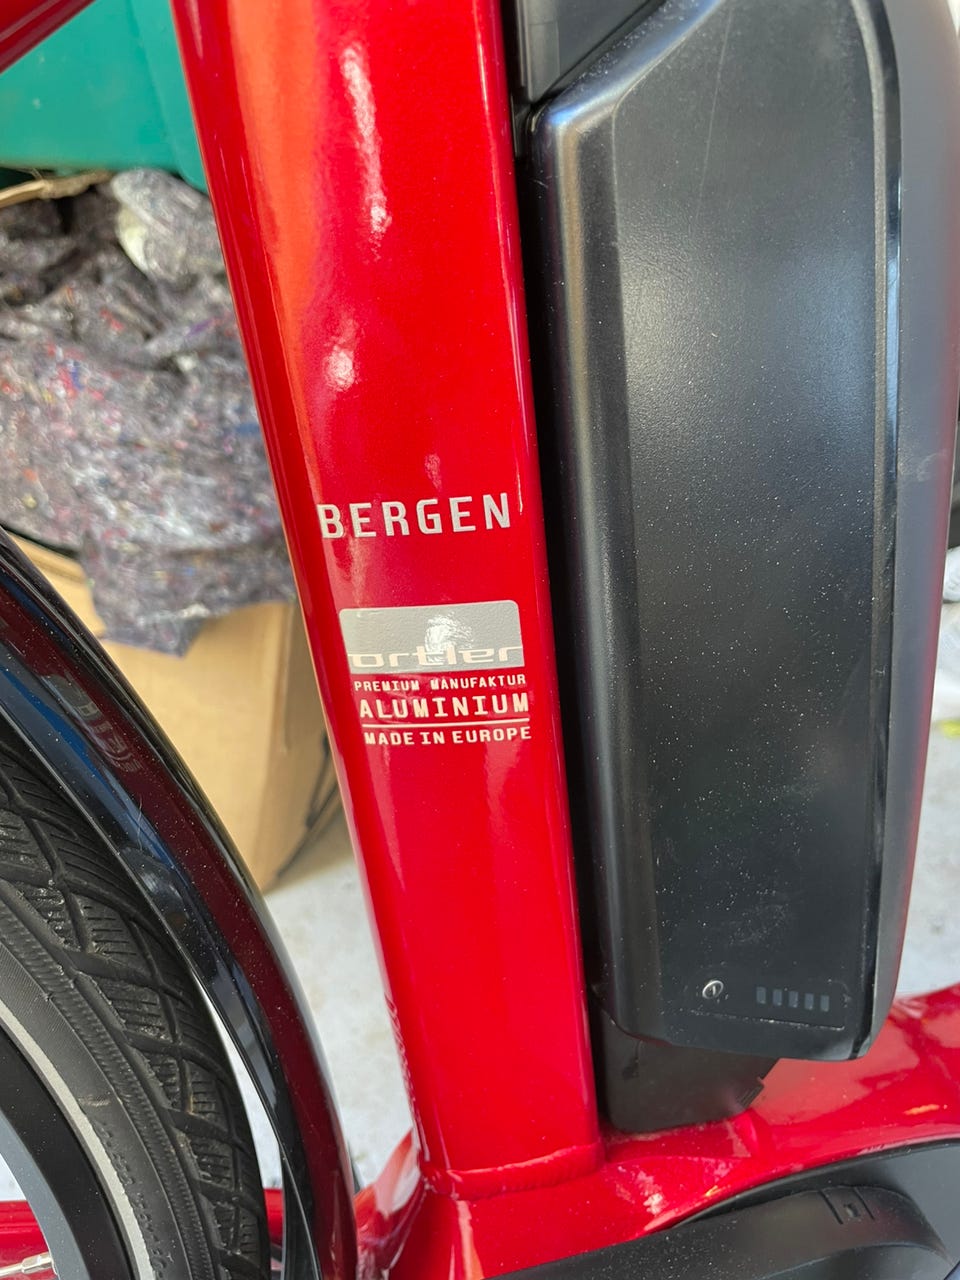 BERGEN
ortler
PREMIUM MANUFAKTUR
ALUMINIUM
MADE IN EUROPE